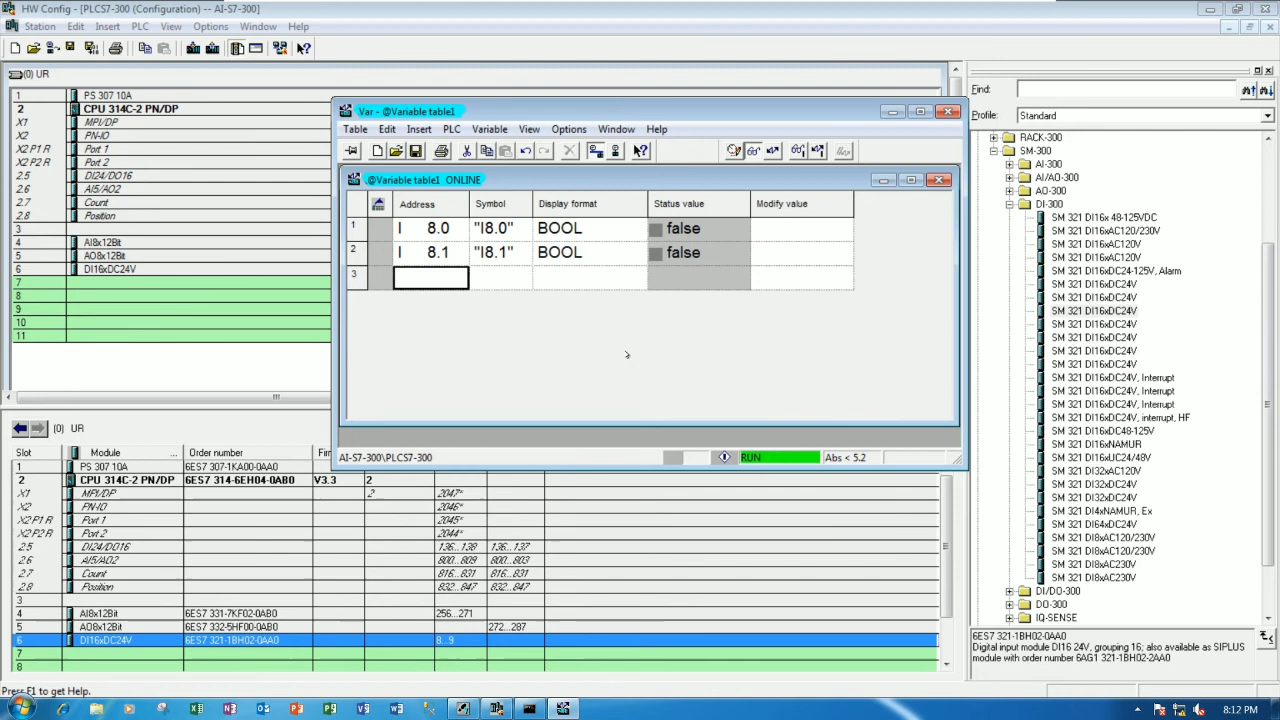 HW Config - [PLCS7-300 (Configuration) -- AI-S7-300]
Station Edit Insert PLC View Options Window Help
(0) UR
1 PS 307 10A
2 CPU 314C-2 PN/DP
X1 MPI/DP
X2 PN-IO
X2 P1 R Port 1
X2 P2 R Port 2
2.5 DI24/DO16
2.6 AI5/AO2
2.7 Count
2.8 Position
3
4 AI8x12Bit
5 AO8x12Bit
6 DI16xDC24V
7
8
9
10
11
Var - @Variable table1
Table Edit Insert PLC Variable View Options Window Help
@Variable table1 ONLINE
Address Symbol Display format Status value Modify value
1 I 8.0 "I8.0" BOOL false
2 I 8.1 "I8.1" BOOL false
3
AI-S7-300\PLCS7-300 RUN Abs < 5.2
Find:
Profile: Standard
RACK-300
SM-300
AI-300
AI/AO-300
AO-300
DI-300
SM 321 DI16x 48-125VDC
SM 321 DI16xAC120/230V
SM 321 DI16xAC120V
SM 321 DI16xAC120V
SM 321 DI16xDC24-125V, Alarm
SM 321 DI16xDC24V
SM 321 DI16xDC24V
SM 321 DI16xDC24V
SM 321 DI16xDC24V
SM 321 DI16xDC24V
SM 321 DI16xDC24V
SM 321 DI16xDC24V
SM 321 DI16xDC24V, Interrupt
SM 321 DI16xDC24V, Interrupt
SM 321 DI16xDC24V, Interrupt
SM 321 DI16xDC24V, interrupt, HF
SM 321 DI16xDC48-125V
SM 321 DI16xNAMUR
SM 321 DI16xUC24/48V
SM 321 DI32xAC120V
SM 321 DI32xDC24V
SM 321 DI32xDC24V
SM 321 DI4xNAMUR, Ex
SM 321 DI64xDC24V
SM 321 DI8xAC120/230V
SM 321 DI8xAC120/230V
SM 321 DI8xAC230V
SM 321 DI8xAC230V
DI/DO-300
DO-300
IQ-SENSE
6ES7 321-1BH02-0AA0
Digital input module DI16 24V, grouping 16; also available as SIPLUS
module with order number 6AG1 321-1BH02-2AA0
(0) UR
Slot Module ... Order number Fir
1 PS 307 10A 6ES7 307-1KA00-0AA0
2 CPU 314C-2 PN/DP 6ES7 314-6EH04-0AB0 V3.3 2
X1 MPI/DP 2 2047*
X2 PN-IO 2046*
X2 P1 R Port 1 2045*
X2 P2 R Port 2 2044*
2.5 DI24/DO16 136...138 136...137
2.6 AI5/AO2 800...809 800...803
2.7 Count 816...831 816...831
2.8 Position 832...847 832...847
3
4 AI8x12Bit 6ES7 331-7KF02-0AB0 256...271
5 AO8x12Bit 6ES7 332-5HF00-0AB0 272...287
6 DI16xDC24V 6ES7 321-1BH02-0AA0 8...9
7
8
Press F1 to get Help.
8:12 PM